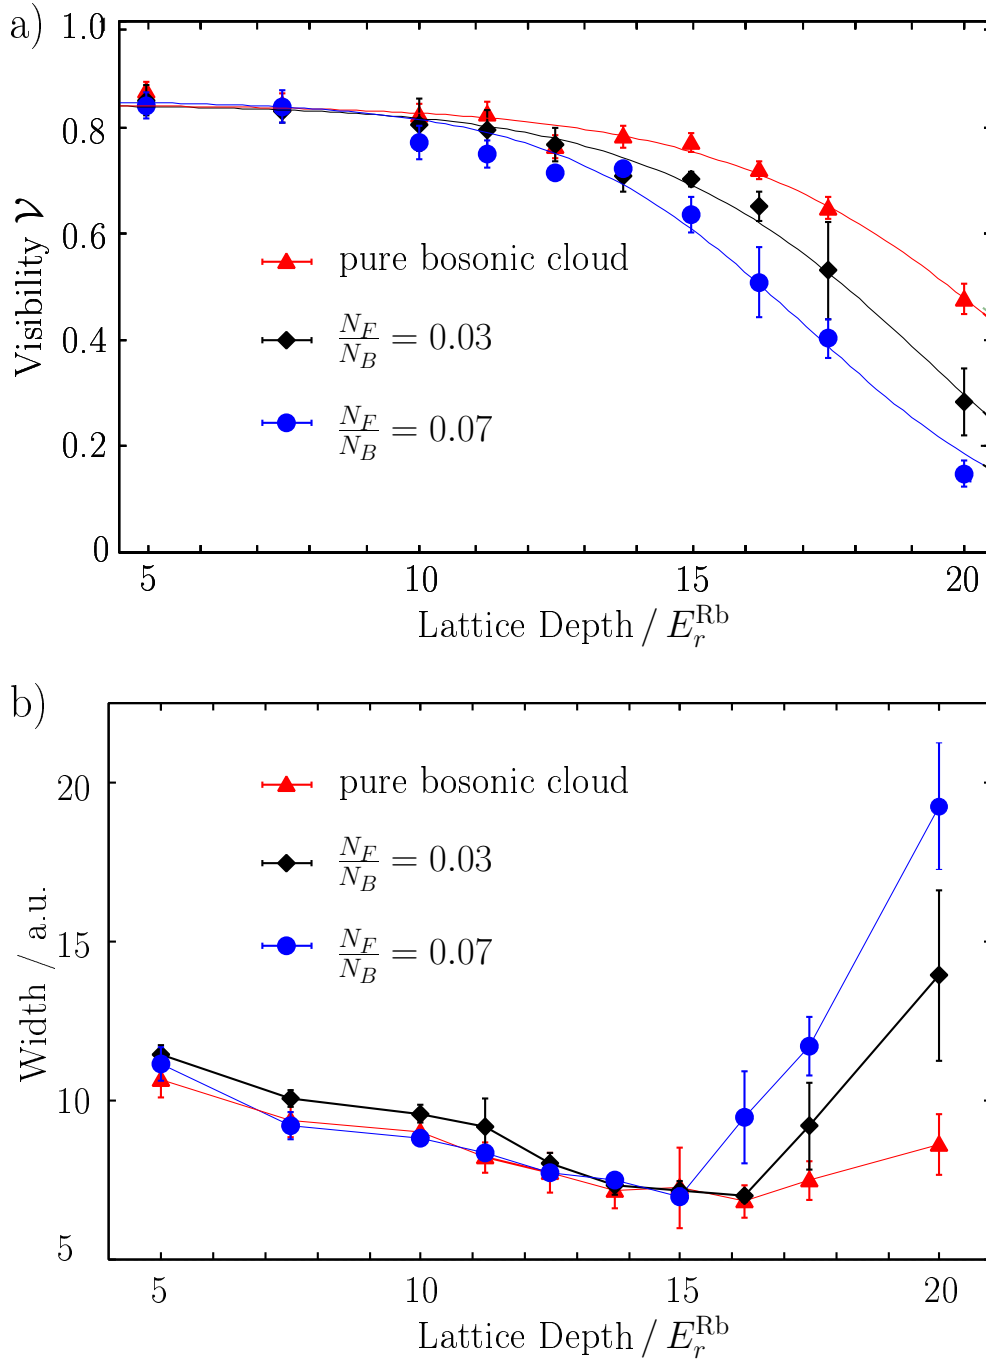 a)
1.0
0.8
0.6
0.4
0.2
0
Visibility 𝒱
pure bosonic cloud
N_F/N_B = 0.03
N_F/N_B = 0.07
5 10 15 20
Lattice Depth / E_r^Rb
b)
20
15
10
5
Width / a.u.
pure bosonic cloud
N_F/N_B = 0.03
N_F/N_B = 0.07
5 10 15 20
Lattice Depth / E_r^Rb